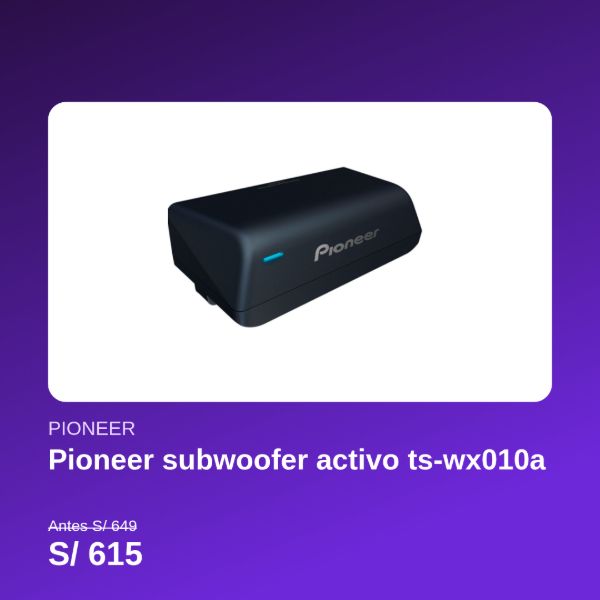 Pioneer
PIONEER
Pioneer subwoofer activo ts-wx010a
Antes S/ 649
S/ 615